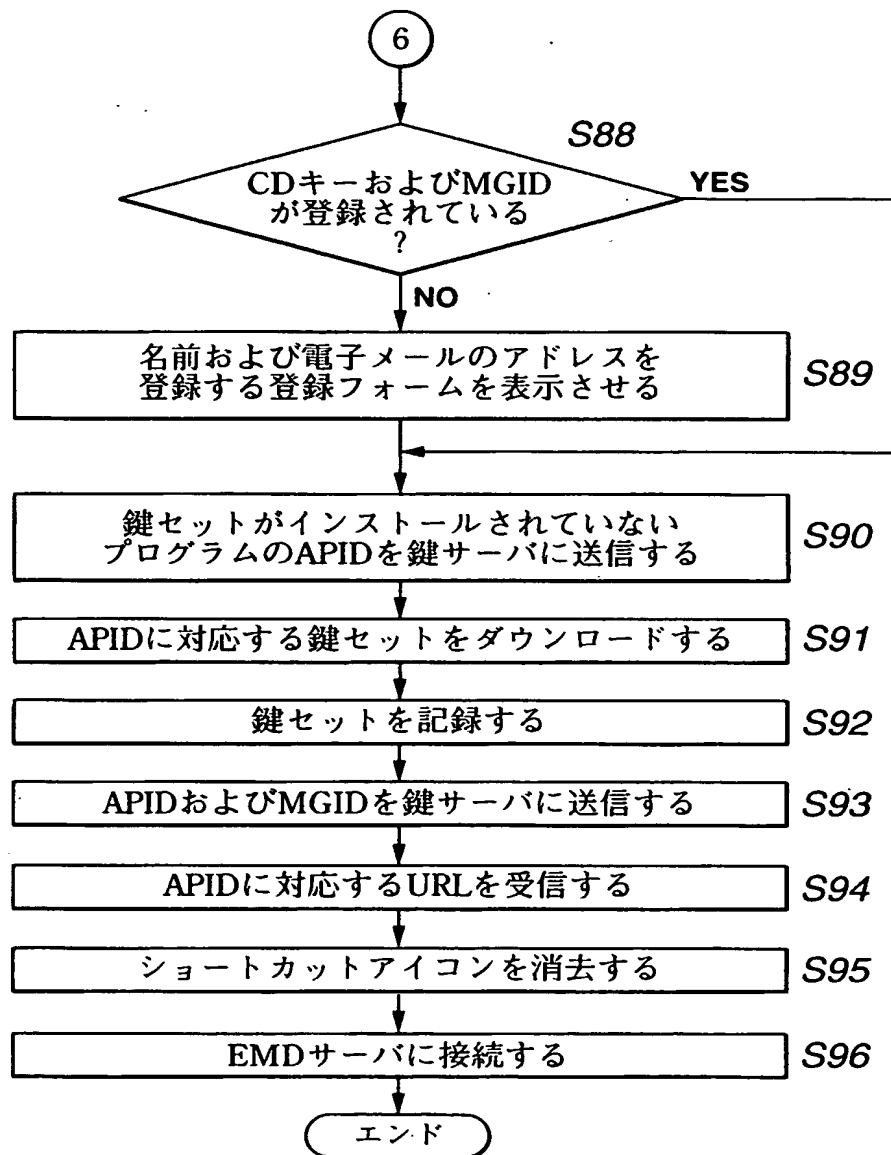 6
S88
CDキーおよびMGID
が登録されている
?
YES
NO
名前および電子メールのアドレスを
登録する登録フォームを表示させる
S89
鍵セットがインストールされていない
プログラムのAPIDを鍵サーバに送信する
S90
APIDに対応する鍵セットをダウンロードする
S91
鍵セットを記録する
S92
APIDおよびMGIDを鍵サーバに送信する
S93
APIDに対応するURLを受信する
S94
ショートカットアイコンを消去する
S95
EMDサーバに接続する
S96
エンド